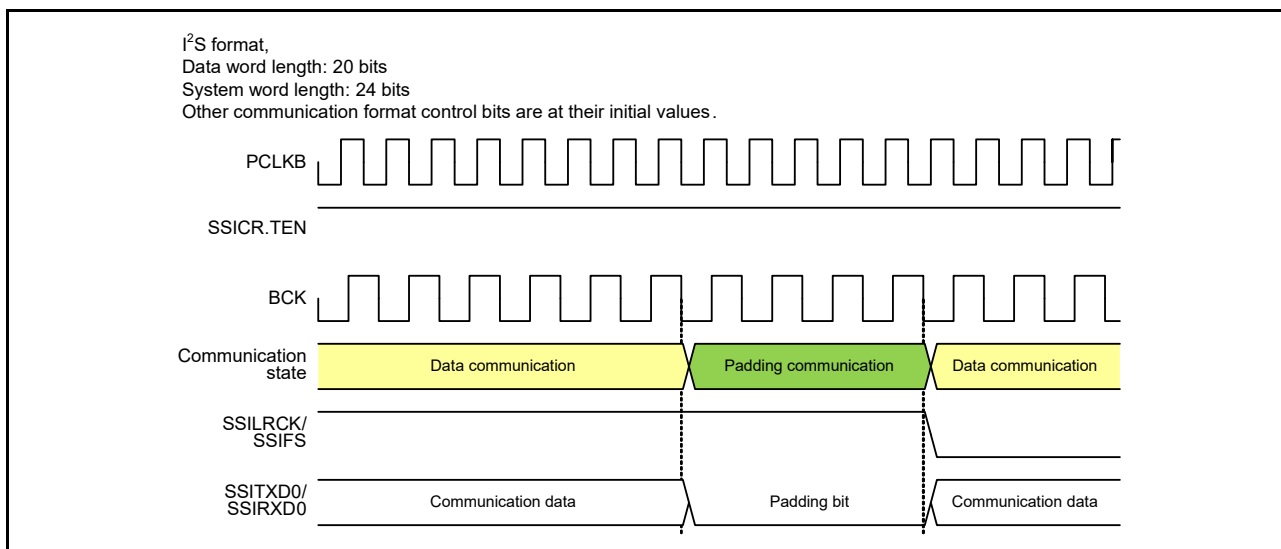 I²S format,
Data word length: 20 bits
System word length: 24 bits
Other communication format control bits are at their initial values.
PCLKB
SSICR.TEN
BCK
Communication
state
Data communication
Padding communication
Data communication
SSILRCK/
SSIFS
SSITXD0/
SSIRXD0
Communication data
Padding bit
Communication data